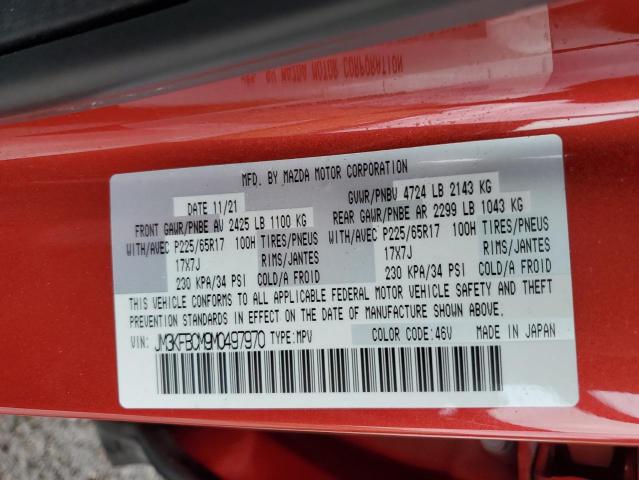 MFD. BY MAZDA MOTOR CORPORATION
DATE 11/21 GVWR/PNBV 4724 LB 2143 KG
FRONT GAWR/PNBE AV 2425 LB 1100 KG REAR GAWR/PNBE AR 2299 LB 1043 KG
WITH/AVEC P225/65R17 100H TIRES/PNEUS WITH/AVEC P225/65R17 100H TIRES/PNEUS
17X7J RIMS/JANTES 17X7J RIMS/JANTES
230 KPA/34 PSI COLD/A FROID 230 KPA/34 PSI COLD/A FROID
THIS VEHICLE CONFORMS TO ALL APPLICABLE FEDERAL MOTOR VEHICLE SAFETY AND THEFT
PREVENTION STANDARDS IN EFFECT ON THE DATE OF MANUFACTURE SHOWN ABOVE.
VIN: JM3KFBCM9M0497970 TYPE:MPV COLOR CODE:46V MADE IN JAPAN